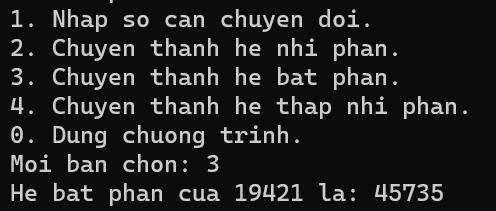 1. Nhap so can chuyen doi.
2. Chuyen thanh he nhi phan.
3. Chuyen thanh he bat phan.
4. Chuyen thanh he thap nhi phan.
0. Dung chuong trinh.
Moi ban chon: 3
He bat phan cua 19421 la: 45735